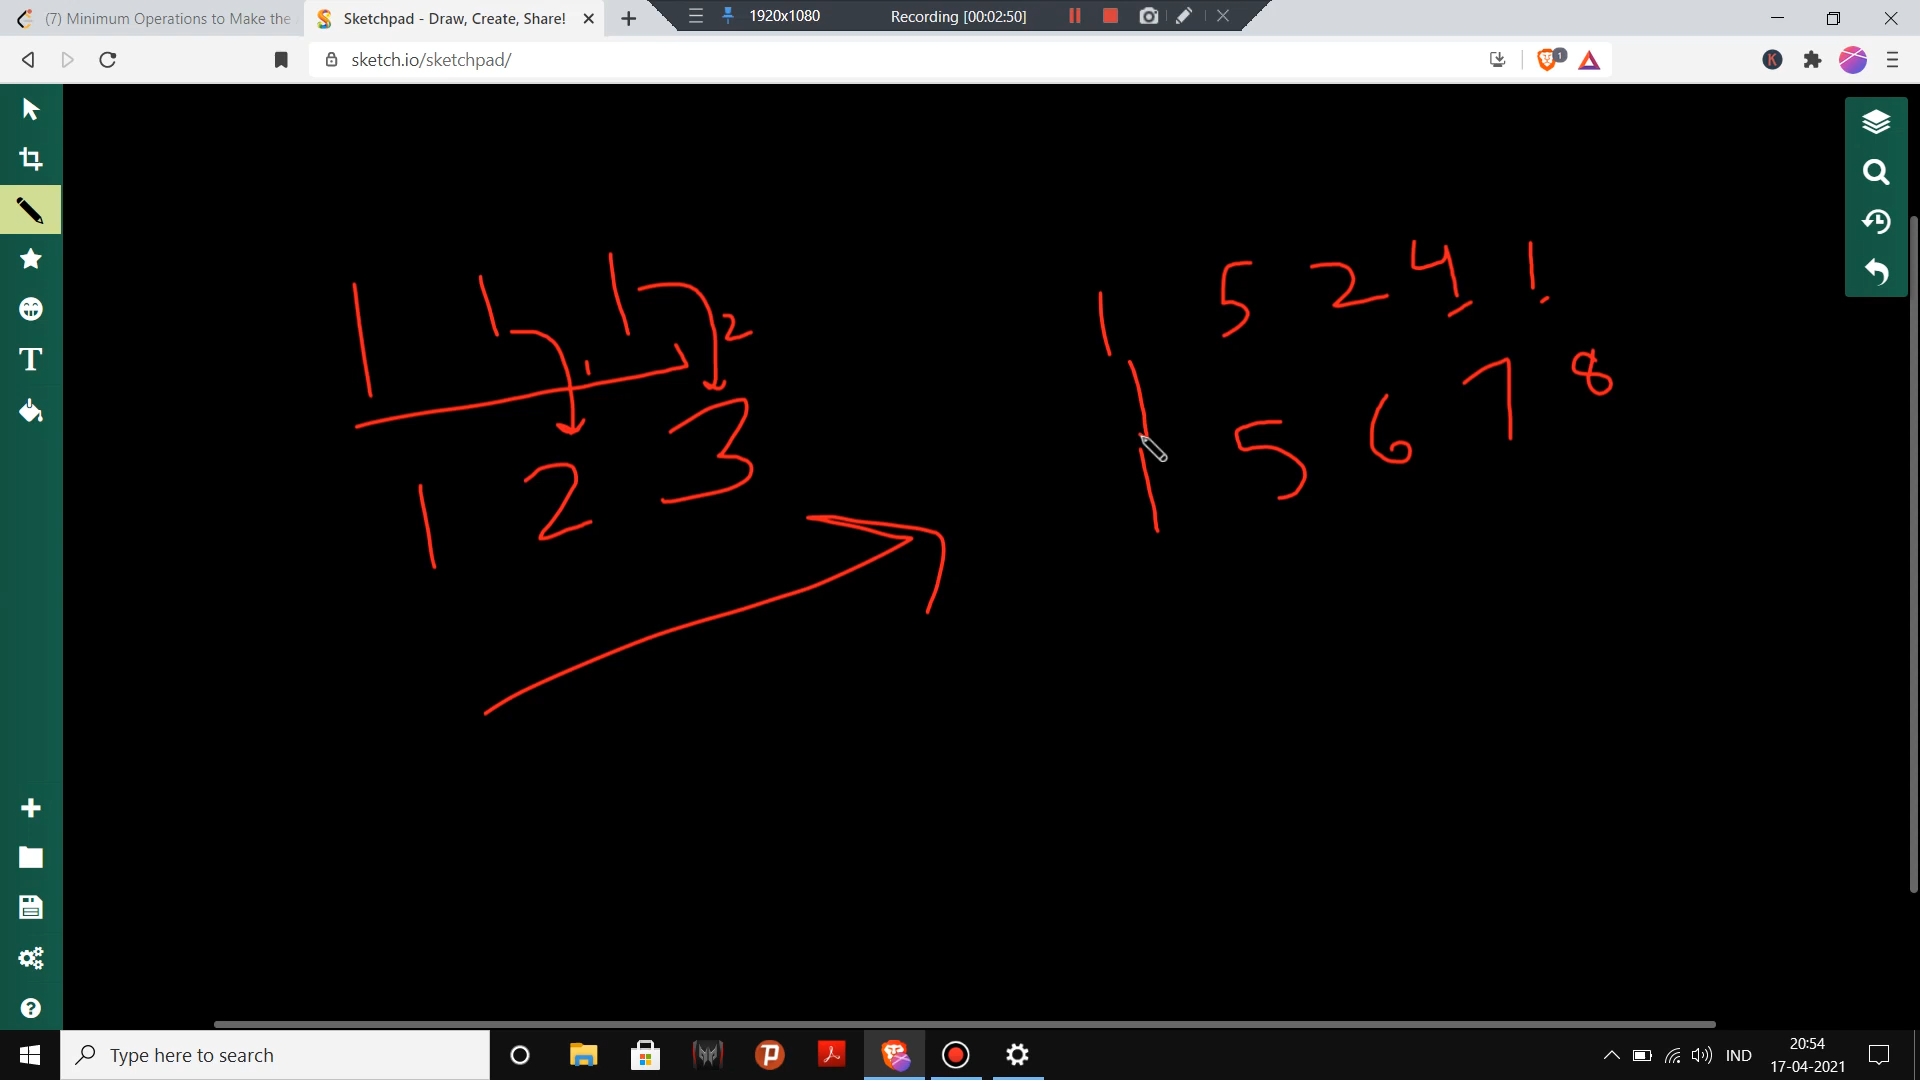 (7) Minimum Operations to Make the
Sketchpad - Draw, Create, Share!
1920x1080
Recording [00:02:50]
sketch.io/sketchpad/
K
1
T
1 1 1
1 2
1 2 3
1 5 2 4 1
1 5 6 7 8
Type here to search
IND
20:54
17-04-2021